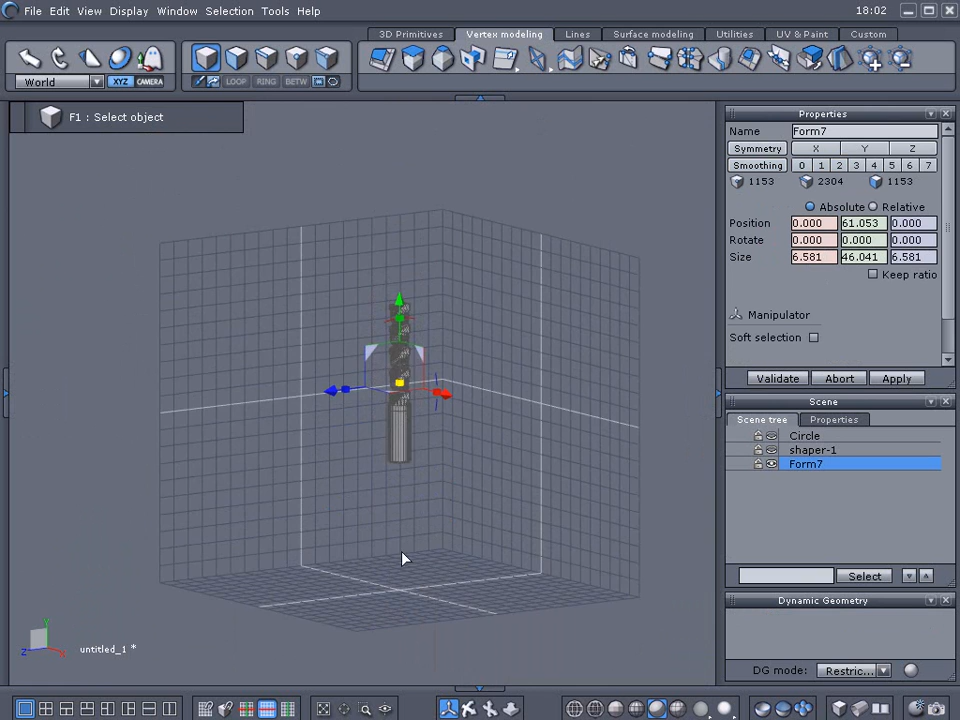 File Edit View Display Window Selection Tools Help 18:02
3D Primitives Vertex modeling Lines Surface modeling Utilities UV & Paint Custom
World XYZ CAMERA LOOP RING BETW
F1 : Select object
Properties
Name Form7
Symmetry X Y Z
Smoothing 0 1 2 3 4 5 6 7
1153 2304 1153
Absolute Relative
Position 0.000 61.053 0.000
Rotate 0.000 0.000 0.000
Size 6.581 46.041 6.581
Keep ratio
Manipulator
Soft selection
Validate Abort Apply
Scene
Scene tree Properties
Circle
shaper-1
Form7
Select
Dynamic Geometry
DG mode: Restric...
Y
Z X
untitled_1 *